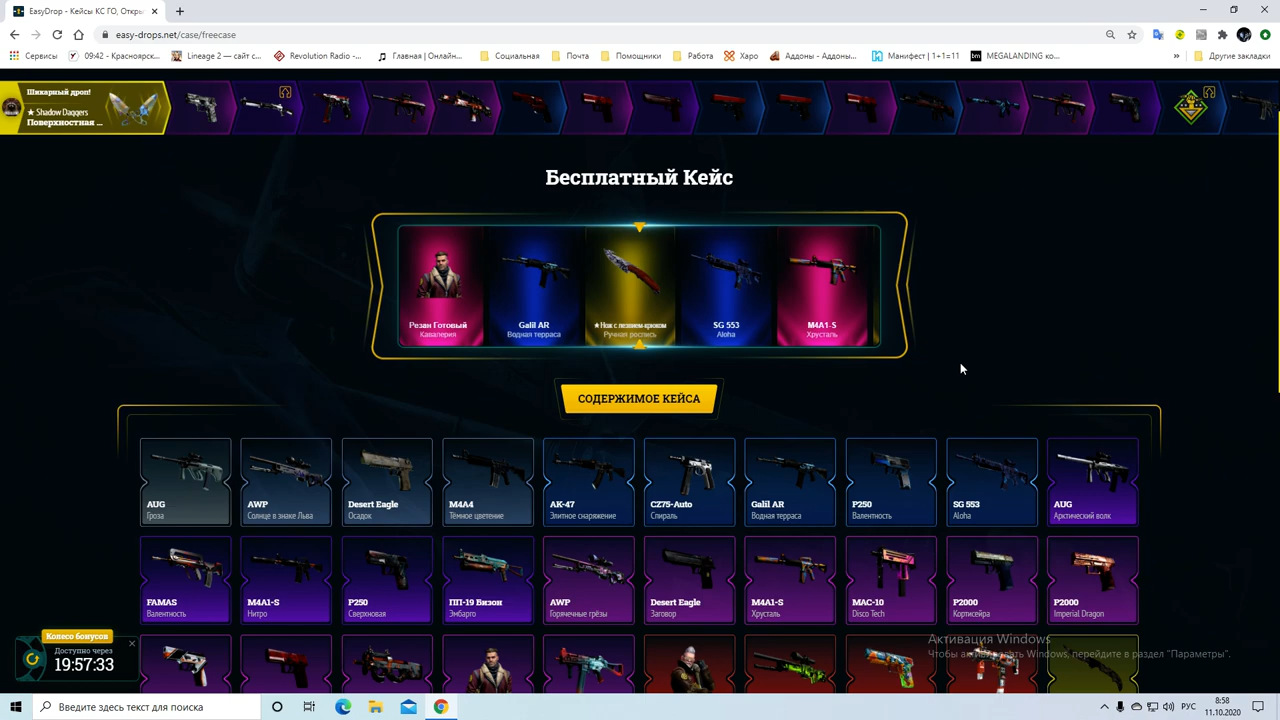 EasyDrop - Кейсы КС ГО, Откры
easy-drops.net/case/freecase
Сервисы
09:42 - Красноярск...
Lineage 2 — сайт с...
Revolution Radio -...
Главная | Онлайн...
Социальная
Почта
Помощники
Работа
Харо
Аддоны - Аддоны...
Манифест | 1+1=11
MEGALANDING ко...
Другие закладки
Шикарный дроп!
★ Shadow Daggers
Поверхностная ...
Бесплатный Кейс
Резан Готовый
Кавалерия
Galil AR
Водная терраса
★ Нож с лезвием-крюком
Ручная роспись
SG 553
Aloha
M4A1-S
Хрусталь
СОДЕРЖИМОЕ КЕЙСА
AUG
Гроза
AWP
Солнце в знаке Льва
Desert Eagle
Осадок
M4A4
Тёмное цветение
AK-47
Элитное снаряжение
CZ75-Auto
Спираль
Galil AR
Водная терраса
P250
Валентность
SG 553
Aloha
AUG
Арктический волк
FAMAS
Валентность
M4A1-S
Нитро
P250
Сверхновая
ПП-19 Бизон
Эмбарго
AWP
Горячечные грёзы
Desert Eagle
Заговор
M4A1-S
Хрусталь
MAC-10
Disco Tech
P2000
Кортисейра
P2000
Imperial Dragon
Колесо бонусов
Доступно через
19:57:33
Активация Windows
Чтобы активировать Windows, перейдите в раздел "Параметры".
Введите здесь текст для поиска
РУС
8:58
11.10.2020